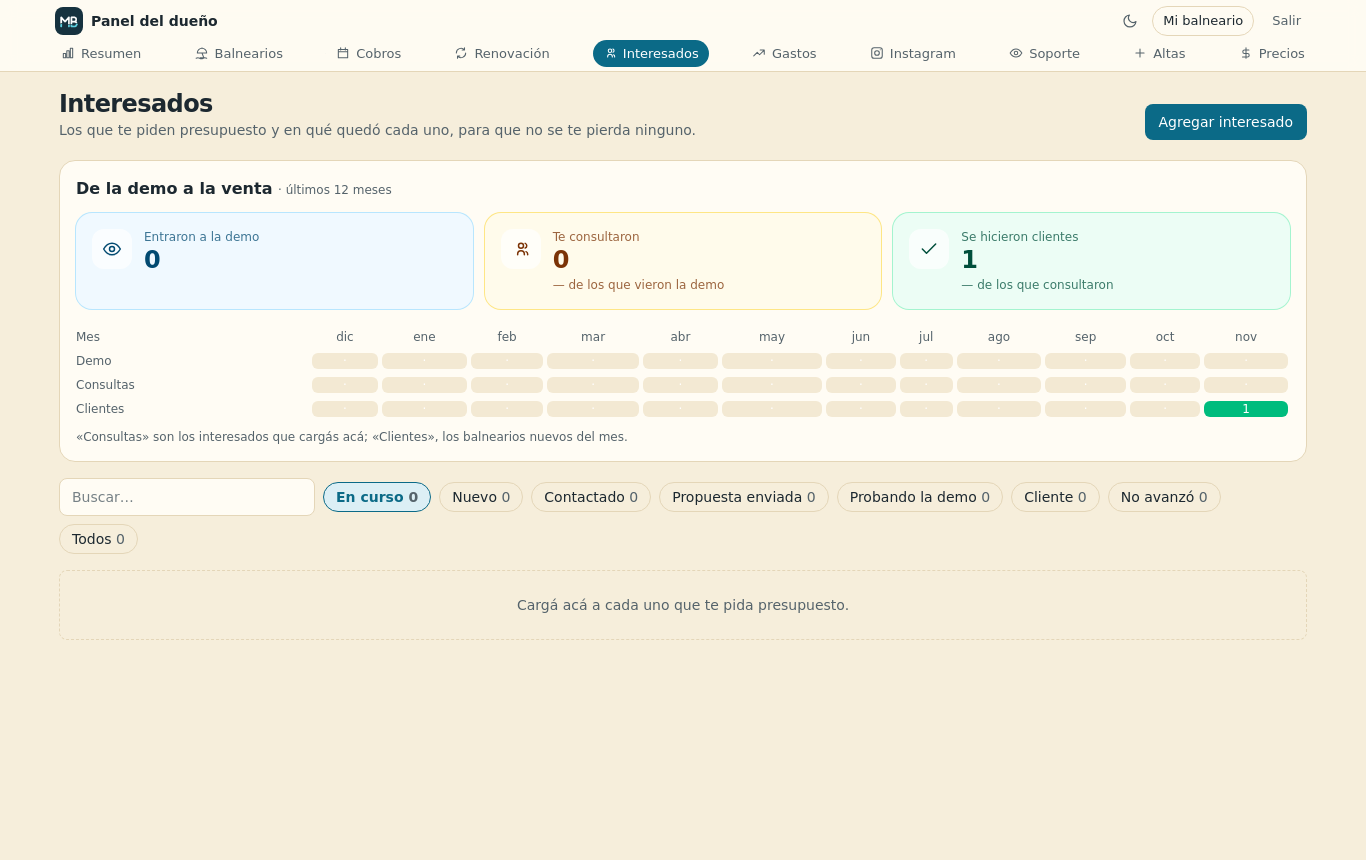 MB Panel del dueño
Mi balneario
Salir
Resumen
Balnearios
Cobros
Renovación
Interesados
Gastos
Instagram
Soporte
Altas
Precios
Interesados
Los que te piden presupuesto y en qué quedó cada uno, para que no se te pierda ninguno.
Agregar interesado
De la demo a la venta · últimos 12 meses
Entraron a la demo
0
Te consultaron
0
— de los que vieron la demo
Se hicieron clientes
1
— de los que consultaron
Mes dic ene feb mar abr may jun jul ago sep oct nov
Demo · · · · · · · · · · · ·
Consultas · · · · · · · · · · · ·
Clientes · · · · · · · · · · · 1
«Consultas» son los interesados que cargás acá; «Clientes», los balnearios nuevos del mes.
Buscar…
En curso 0
Nuevo 0
Contactado 0
Propuesta enviada 0
Probando la demo 0
Cliente 0
No avanzó 0
Todos 0
Cargá acá a cada uno que te pida presupuesto.